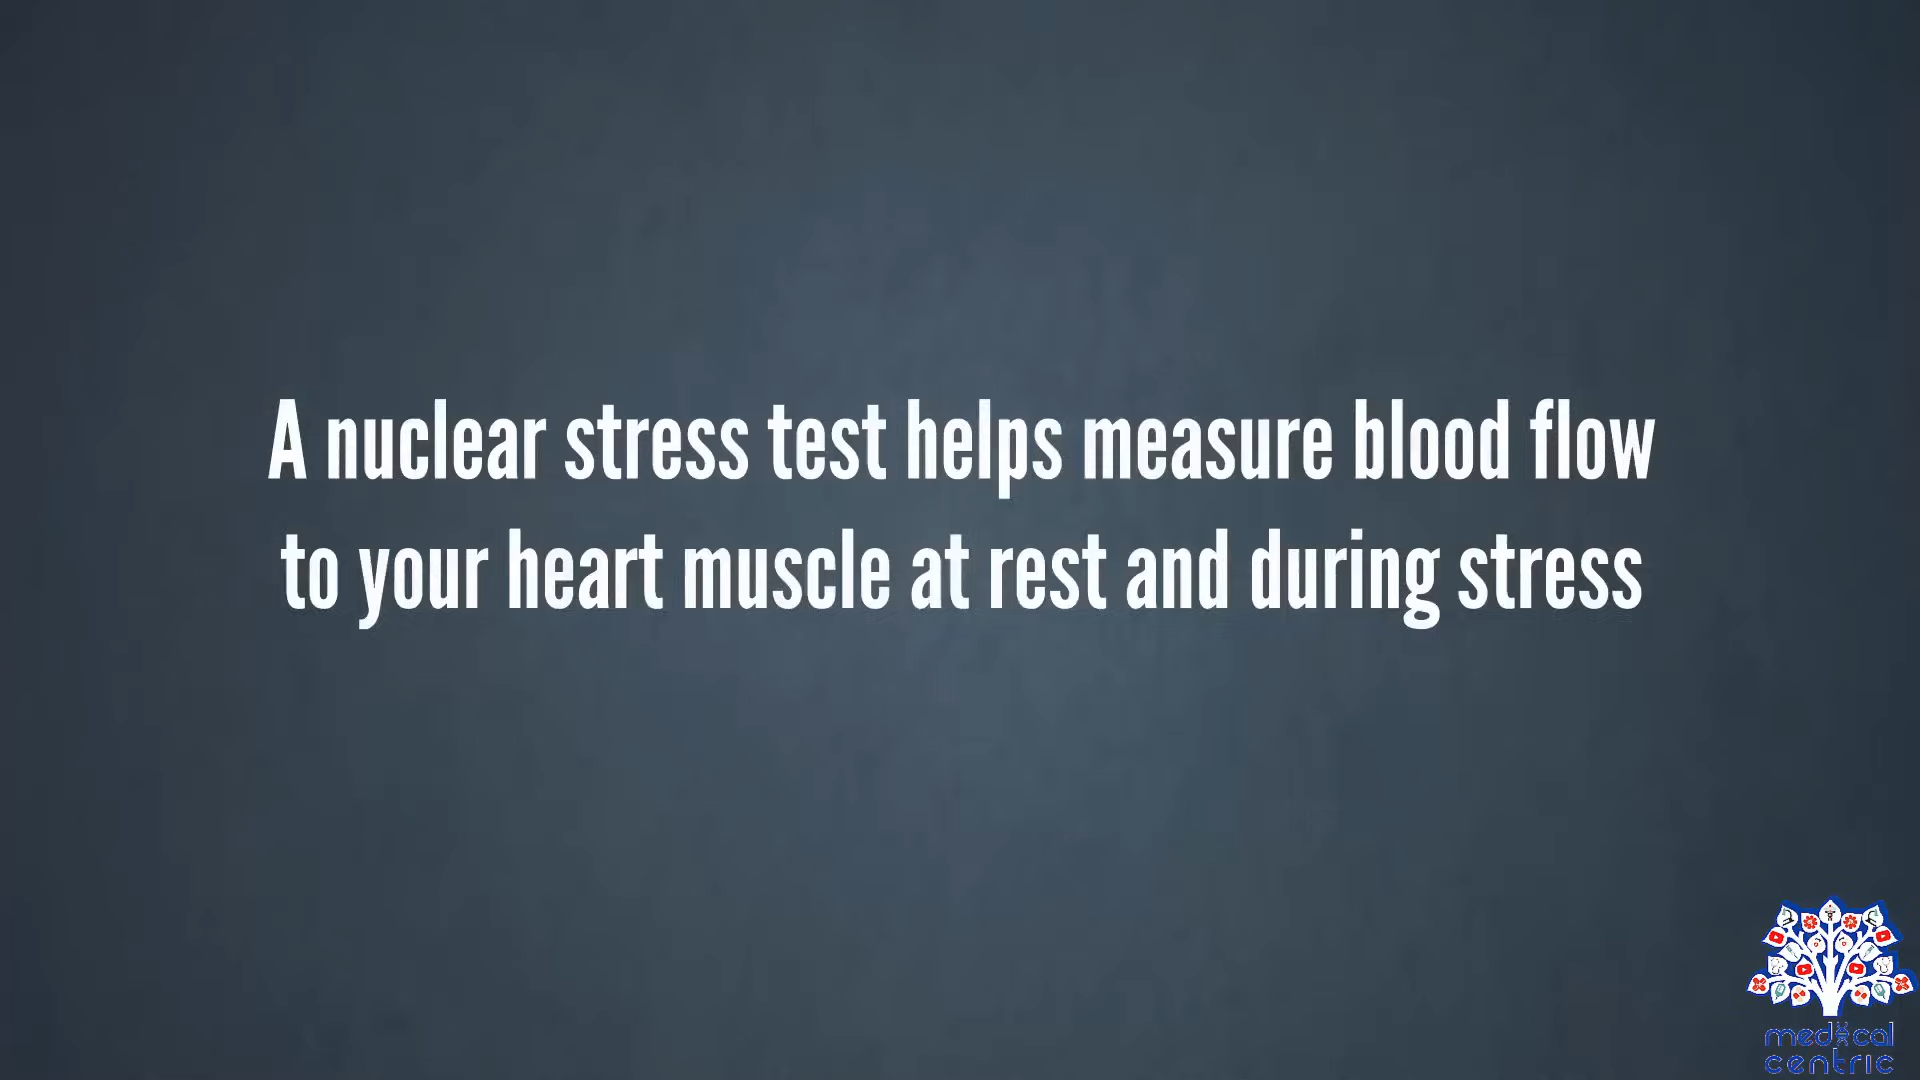 A nuclear stress test helps measure blood flow
to your heart muscle at rest and during stress
medical
centric